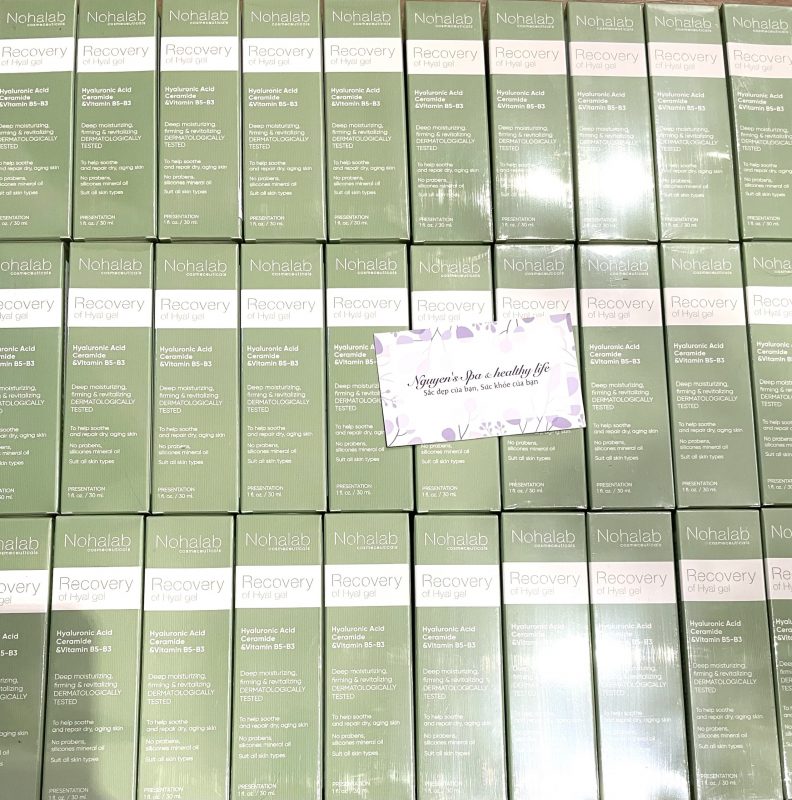 Nohalab
cosmeceuticals
Recovery
of Hyal gel
Hyaluronic Acid
Ceramide
&Vitamin B5-B3
Deep moisturizing,
firming & revitalizing
DERMATOLOGICALLY
TESTED
To help soothe
and repair dry, aging skin
No probens,
silicones mineral oil
Suit all skin types
PRESENTATION
1 fl. oz. / 30 ml
Nguyen's Spa & healthy life
Sắc đẹp của bạn, Sức khỏe của bạn